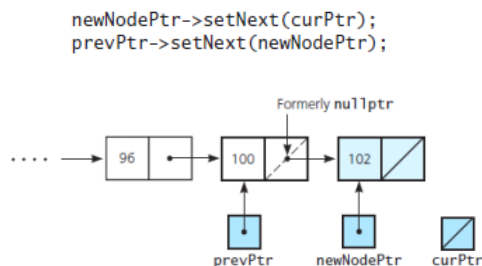 newNodePtr->setNext(curPtr);
prevPtr->setNext(newNodePtr);
Formerly nullptr
96
100
102
prevPtr
newNodePtr
curPtr